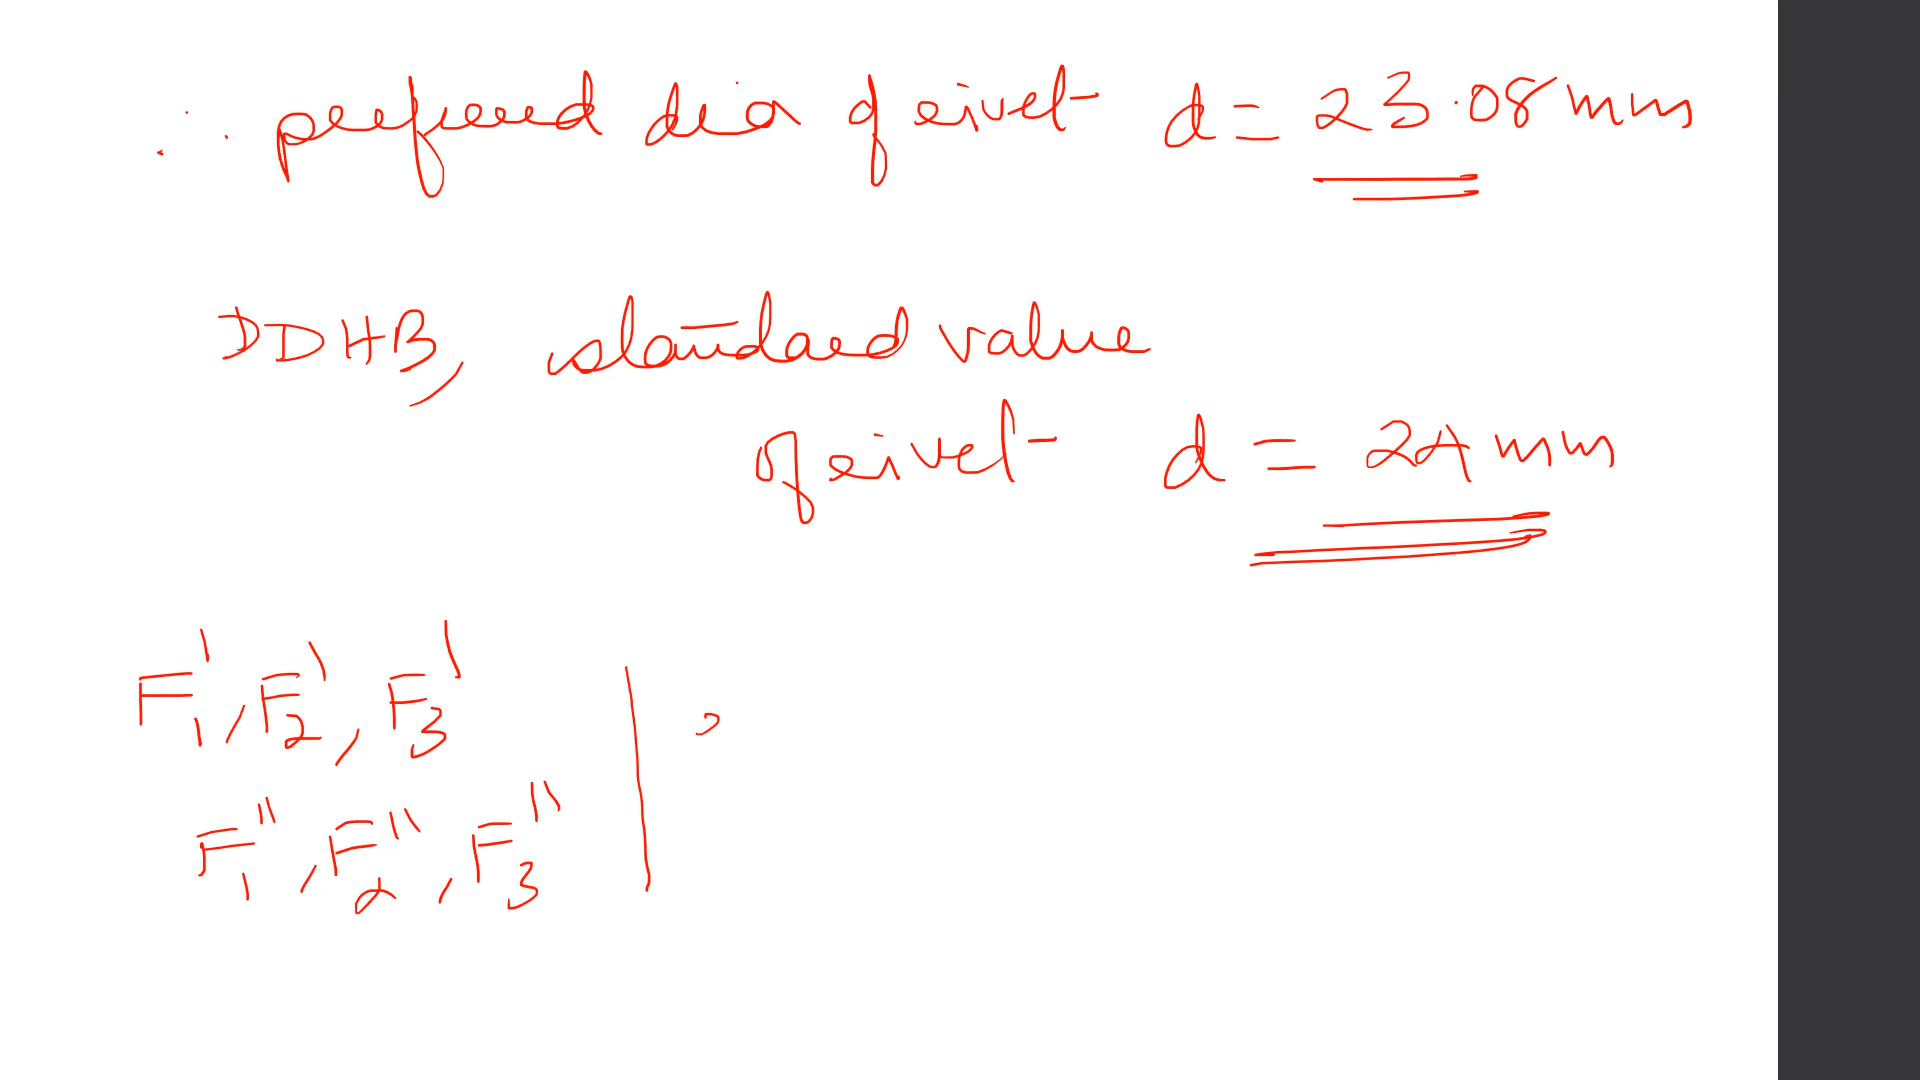 ∴ preferred dia of rivet d = 23.08 mm
DDHB, standard value
of rivet d = 24 mm
F₁', F₂', F₃'
F₁'', F₂'', F₃''